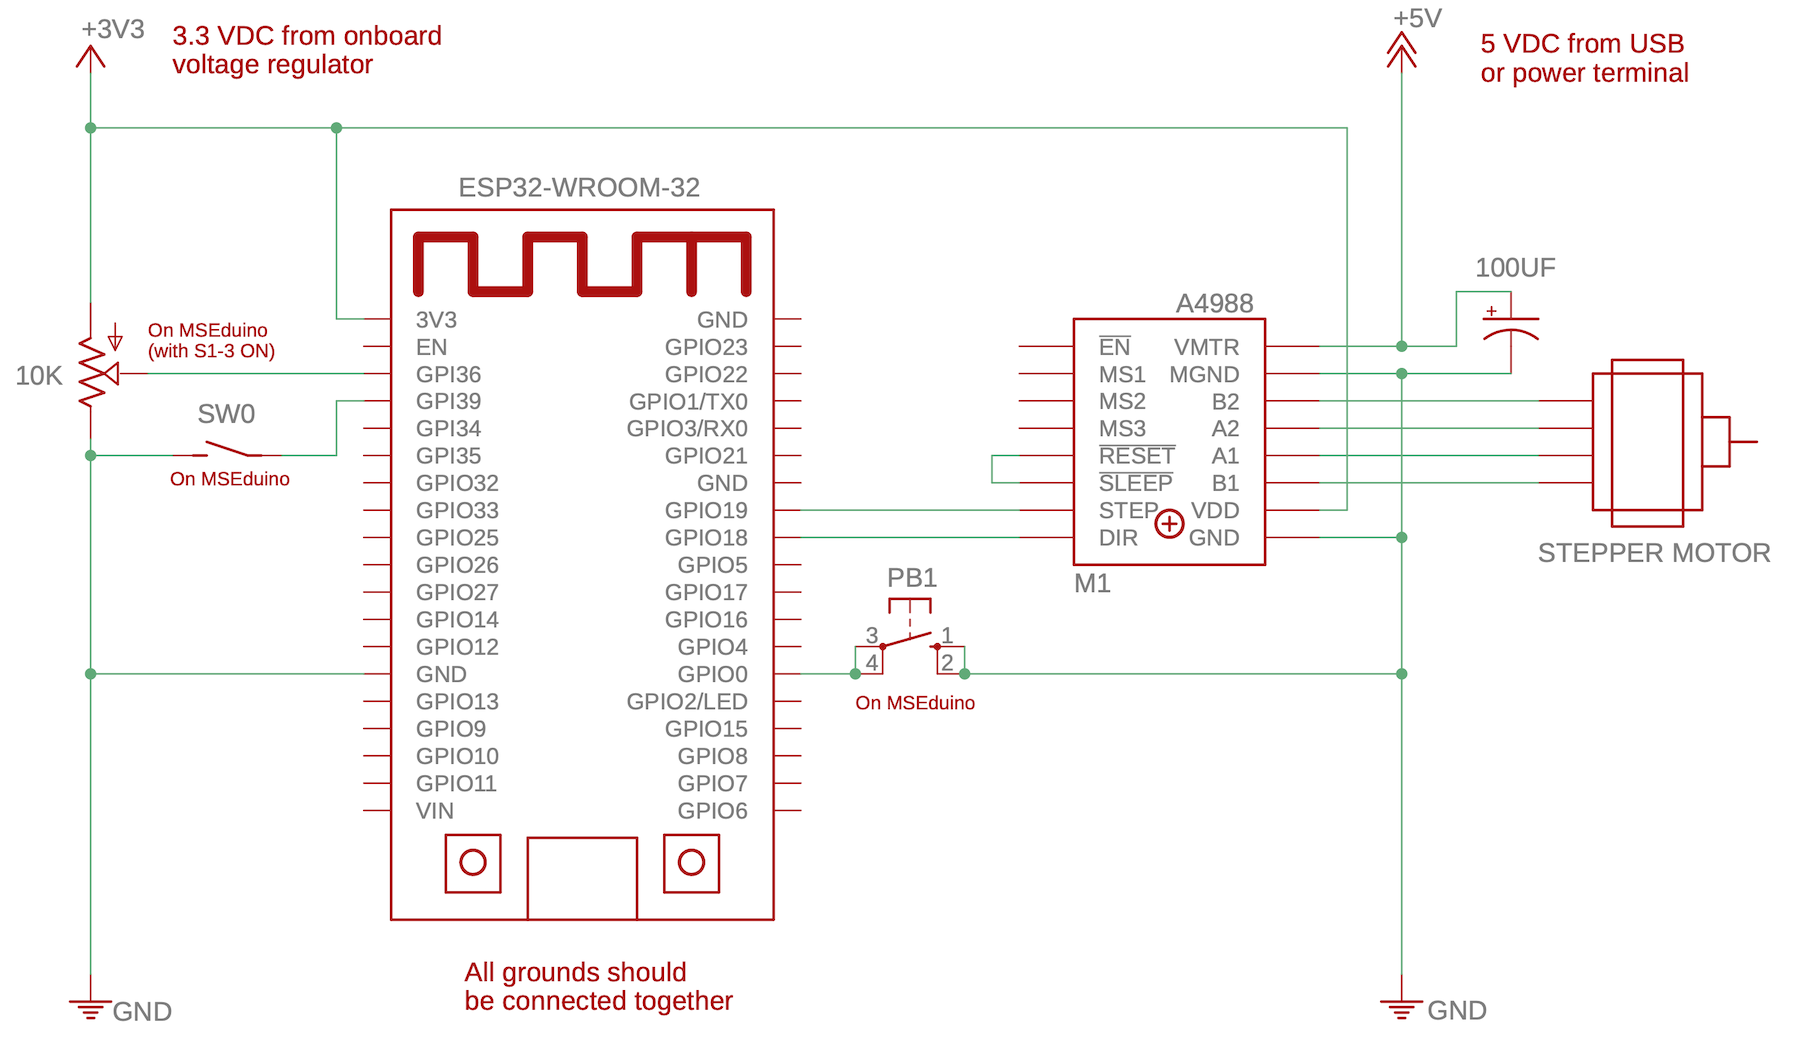 +3V3
3.3 VDC from onboard
voltage regulator
+5V
5 VDC from USB
or power terminal
ESP32-WROOM-32
100UF
A4988
On MSEduino
(with S1-3 ON)
10K
SW0
On MSEduino
3V3
EN
GPI36
GPI39
GPI34
GPI35
GPIO32
GPIO33
GPIO25
GPIO26
GPIO27
GPIO14
GPIO12
GND
GPIO13
GPIO9
GPIO10
GPIO11
VIN
GND
GPIO23
GPIO22
GPIO1/TX0
GPIO3/RX0
GPIO21
GND
GPIO19
GPIO18
GPIO5
GPIO17
GPIO16
GPIO4
GPIO0
GPIO2/LED
GPIO15
GPIO8
GPIO7
GPIO6
EN
MS1
MS2
MS3
RESET
SLEEP
STEP
DIR
VMTR
MGND
B2
A2
A1
B1
VDD
GND
M1
STEPPER MOTOR
PB1
3
1
4
2
On MSEduino
All grounds should
be connected together
GND
GND